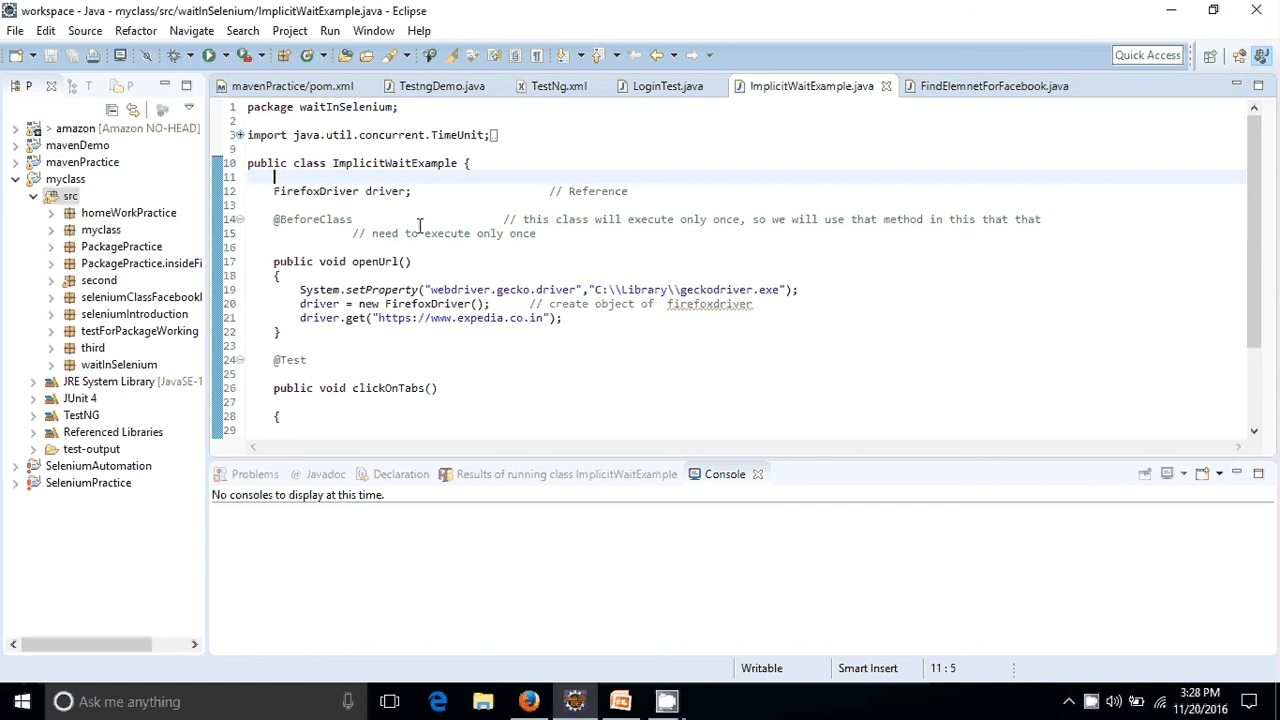 workspace - Java - myclass/src/waitInSelenium/ImplicitWaitExample.java - Eclipse
File Edit Source Refactor Navigate Search Project Run Window Help
Quick Access
P T P
mavenPractice/pom.xml TestngDemo.java TestNg.xml LoginTest.java ImplicitWaitExample.java FindElemnetForFacebook.java
> amazon [Amazon NO-HEAD]
mavenDemo
mavenPractice
myclass
src
homeWorkPractice
myclass
PackagePractice
PackagePractice.insideFi
second
seleniumClassFacebookI
seleniumIntroduction
testForPackageWorking
third
waitInSelenium
JRE System Library [JavaSE-1
JUnit 4
TestNG
Referenced Libraries
test-output
SeleniumAutomation
SeleniumPractice
1 package waitInSelenium;
2
3 import java.util.concurrent.TimeUnit;
9
10 public class ImplicitWaitExample {
11
12 FirefoxDriver driver; // Reference
13
14 @BeforeClass // this class will execute only once, so we will use that method in this that that
15 // need to execute only once
16
17 public void openUrl()
18 {
19 System.setProperty("webdriver.gecko.driver","C:\\Library\\geckodriver.exe");
20 driver = new FirefoxDriver(); // create object of firefoxdriver
21 driver.get("https://www.expedia.co.in");
22 }
23
24 @Test
25
26 public void clickOnTabs()
27
28 {
29
Problems @ Javadoc Declaration Results of running class ImplicitWaitExample Console
No consoles to display at this time.
Writable Smart Insert 11 : 5
Ask me anything
3:28 PM
11/20/2016